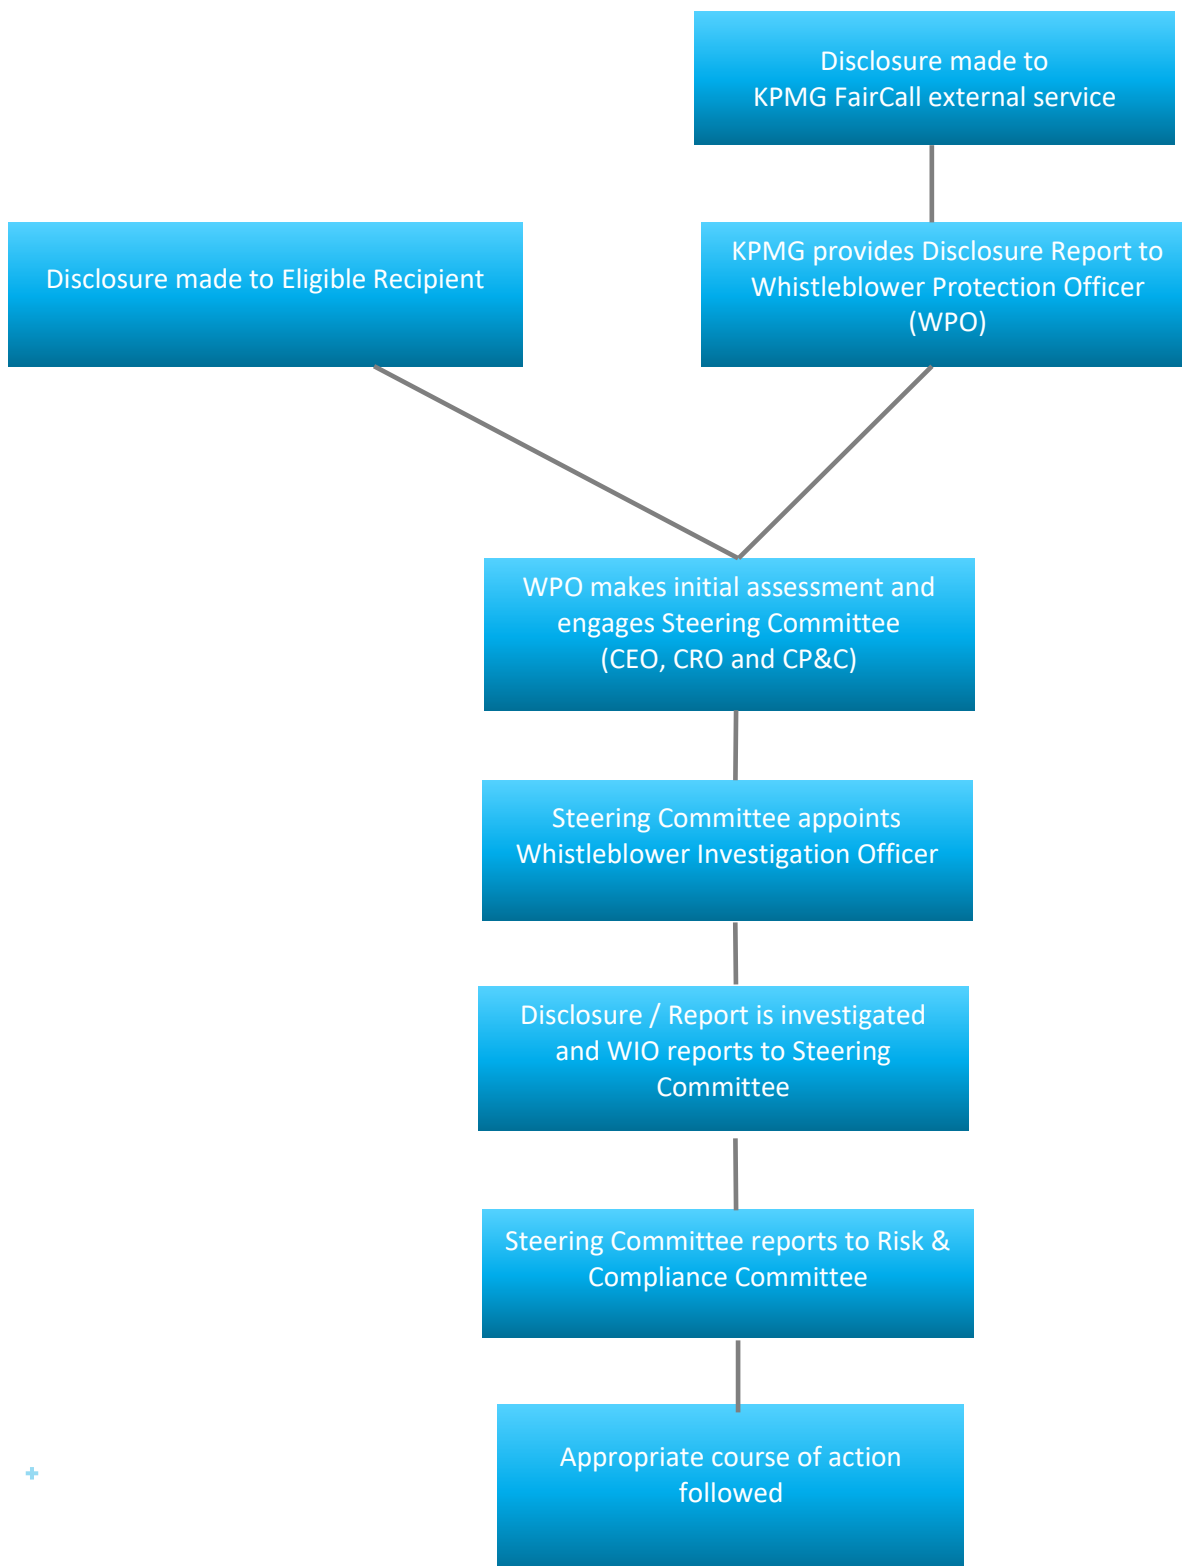 Disclosure made to
KPMG FairCall external service
Disclosure made to Eligible Recipient
KPMG provides Disclosure Report to
Whistleblower Protection Officer
(WPO)
WPO makes initial assessment and
engages Steering Committee
(CEO, CRO and CP&C)
Steering Committee appoints
Whistleblower Investigation Officer
Disclosure / Report is investigated
and WIO reports to Steering
Committee
Steering Committee reports to Risk &
Compliance Committee
Appropriate course of action
followed